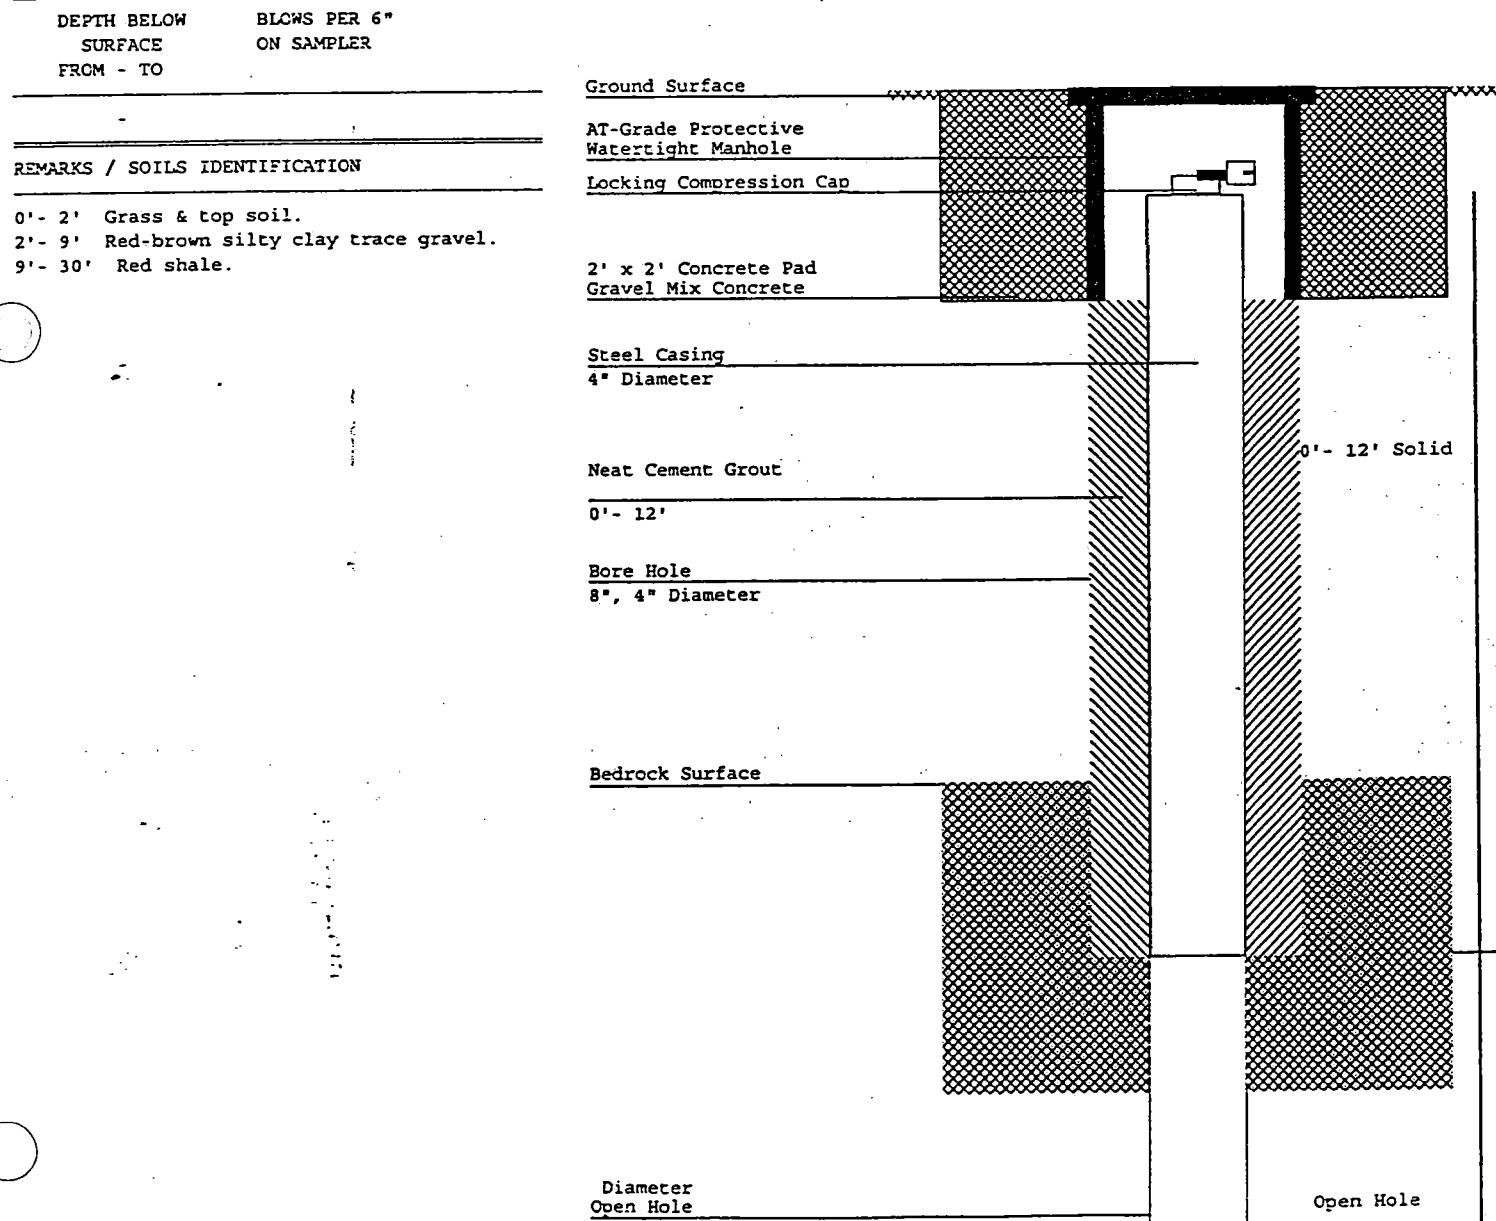 DEPTH BELOW BLOWS PER 6"
SURFACE ON SAMPLER
FROM - TO
-
REMARKS / SOILS IDENTIFICATION
0'- 2' Grass & top soil.
2'- 9' Red-brown silty clay trace gravel.
9'- 30' Red shale.
Ground Surface
AT-Grade Protective
Watertight Manhole
Locking Compression Cap
2' x 2' Concrete Pad
Gravel Mix Concrete
Steel Casing
4" Diameter
0'- 12' Solid
Neat Cement Grout
0'- 12'
Bore Hole
8", 4" Diameter
Bedrock Surface
Diameter
Open Hole
Open Hole